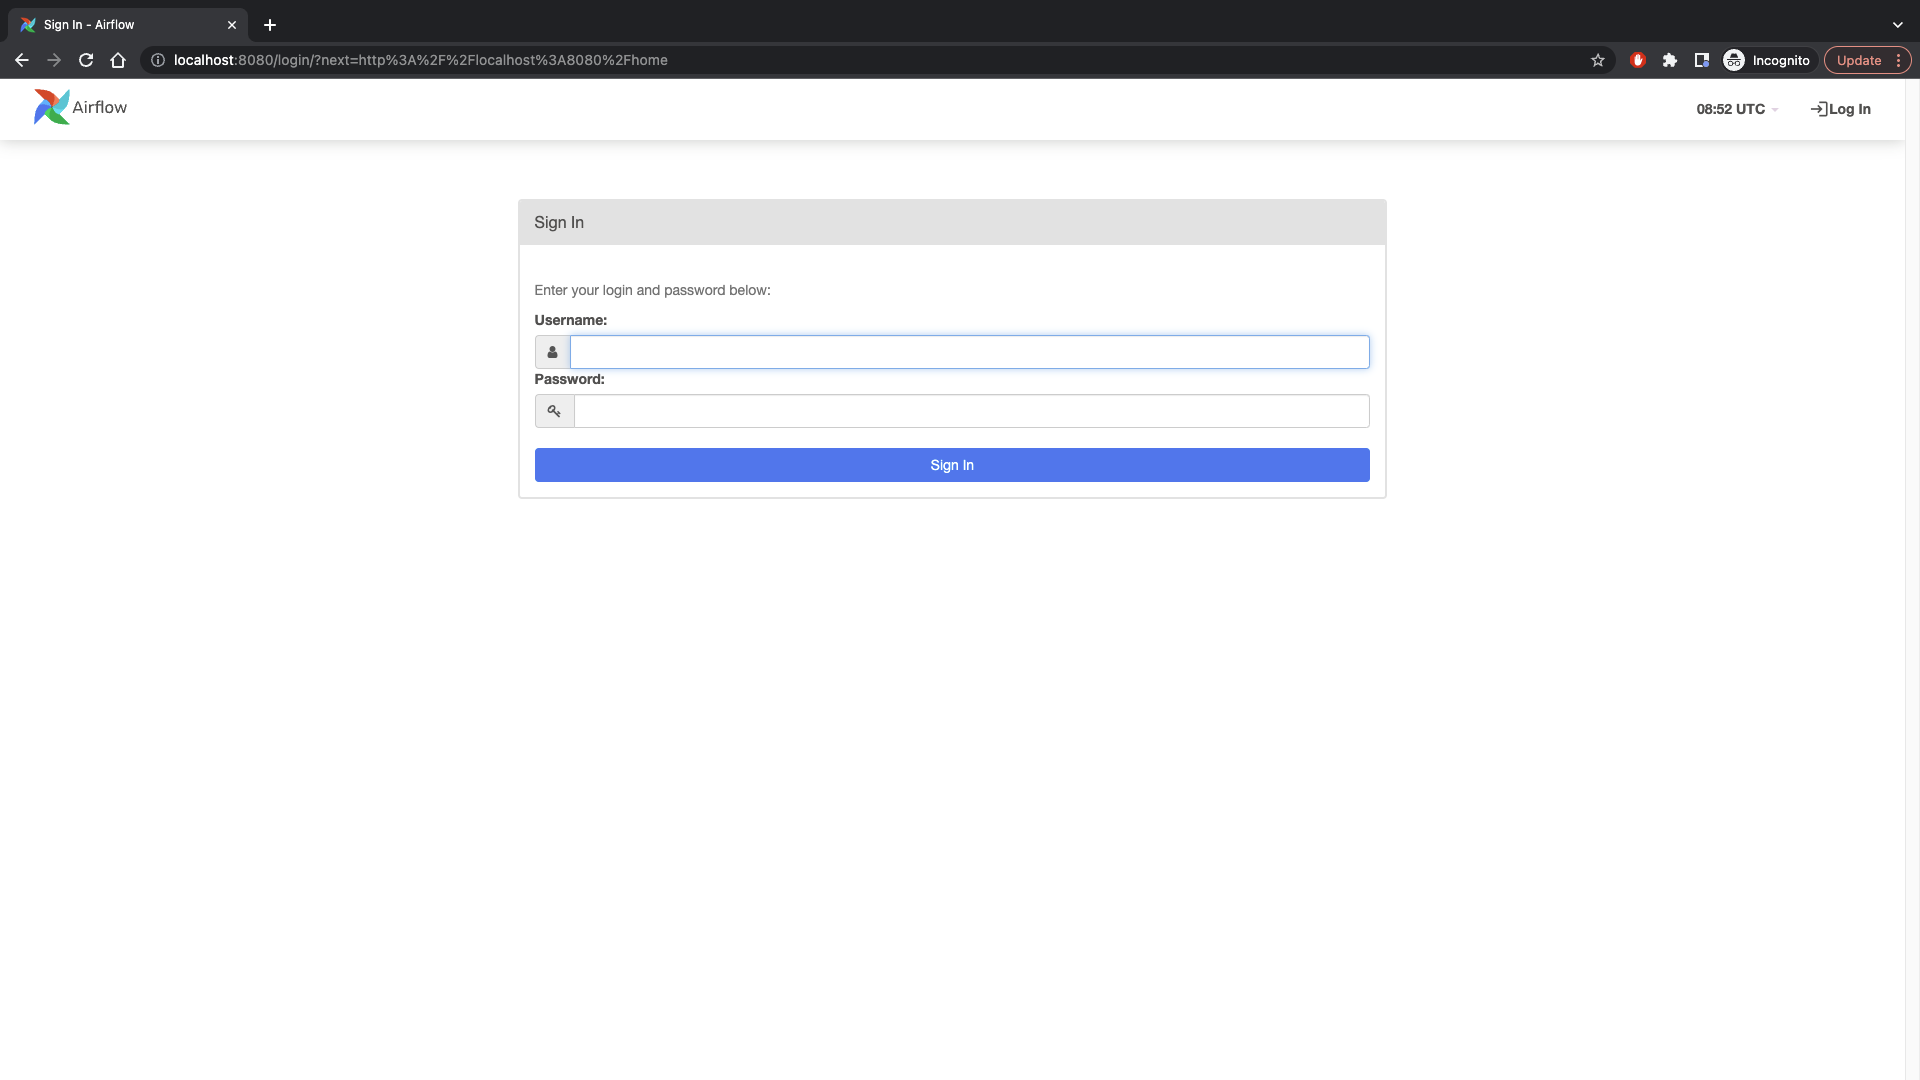 Sign In - Airflow
localhost:8080/login/?next=http%3A%2F%2Flocalhost%3A8080%2Fhome
Incognito
Update
Airflow
08:52 UTC
Log In
Sign In
Enter your login and password below:
Username:
Password:
Sign In